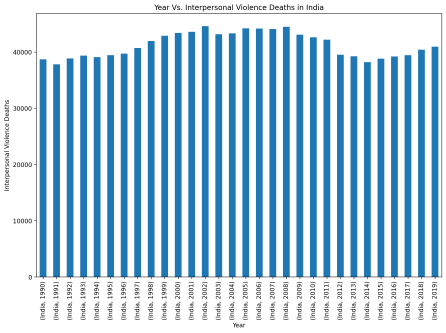 Year Vs. Interpersonal Violence Deaths in India
Interpersonal Violence Deaths
40000
30000
20000
10000
0
(India, 1990)
(India, 1991)
(India, 1992)
(India, 1993)
(India, 1994)
(India, 1995)
(India, 1996)
(India, 1997)
(India, 1998)
(India, 1999)
(India, 2000)
(India, 2001)
(India, 2002)
(India, 2003)
(India, 2004)
(India, 2005)
(India, 2006)
(India, 2007)
(India, 2008)
(India, 2009)
(India, 2010)
(India, 2011)
(India, 2012)
(India, 2013)
(India, 2014)
(India, 2015)
(India, 2016)
(India, 2017)
(India, 2018)
(India, 2019)
Year